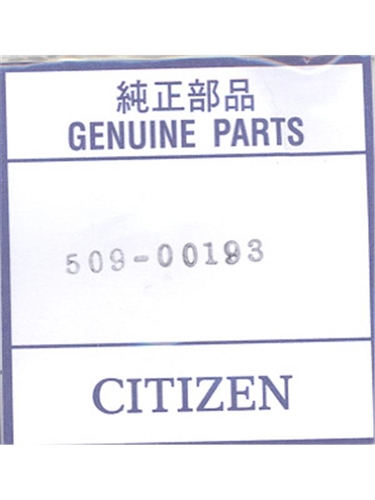 純正部品
GENUINE PARTS
509-00193
CITIZEN